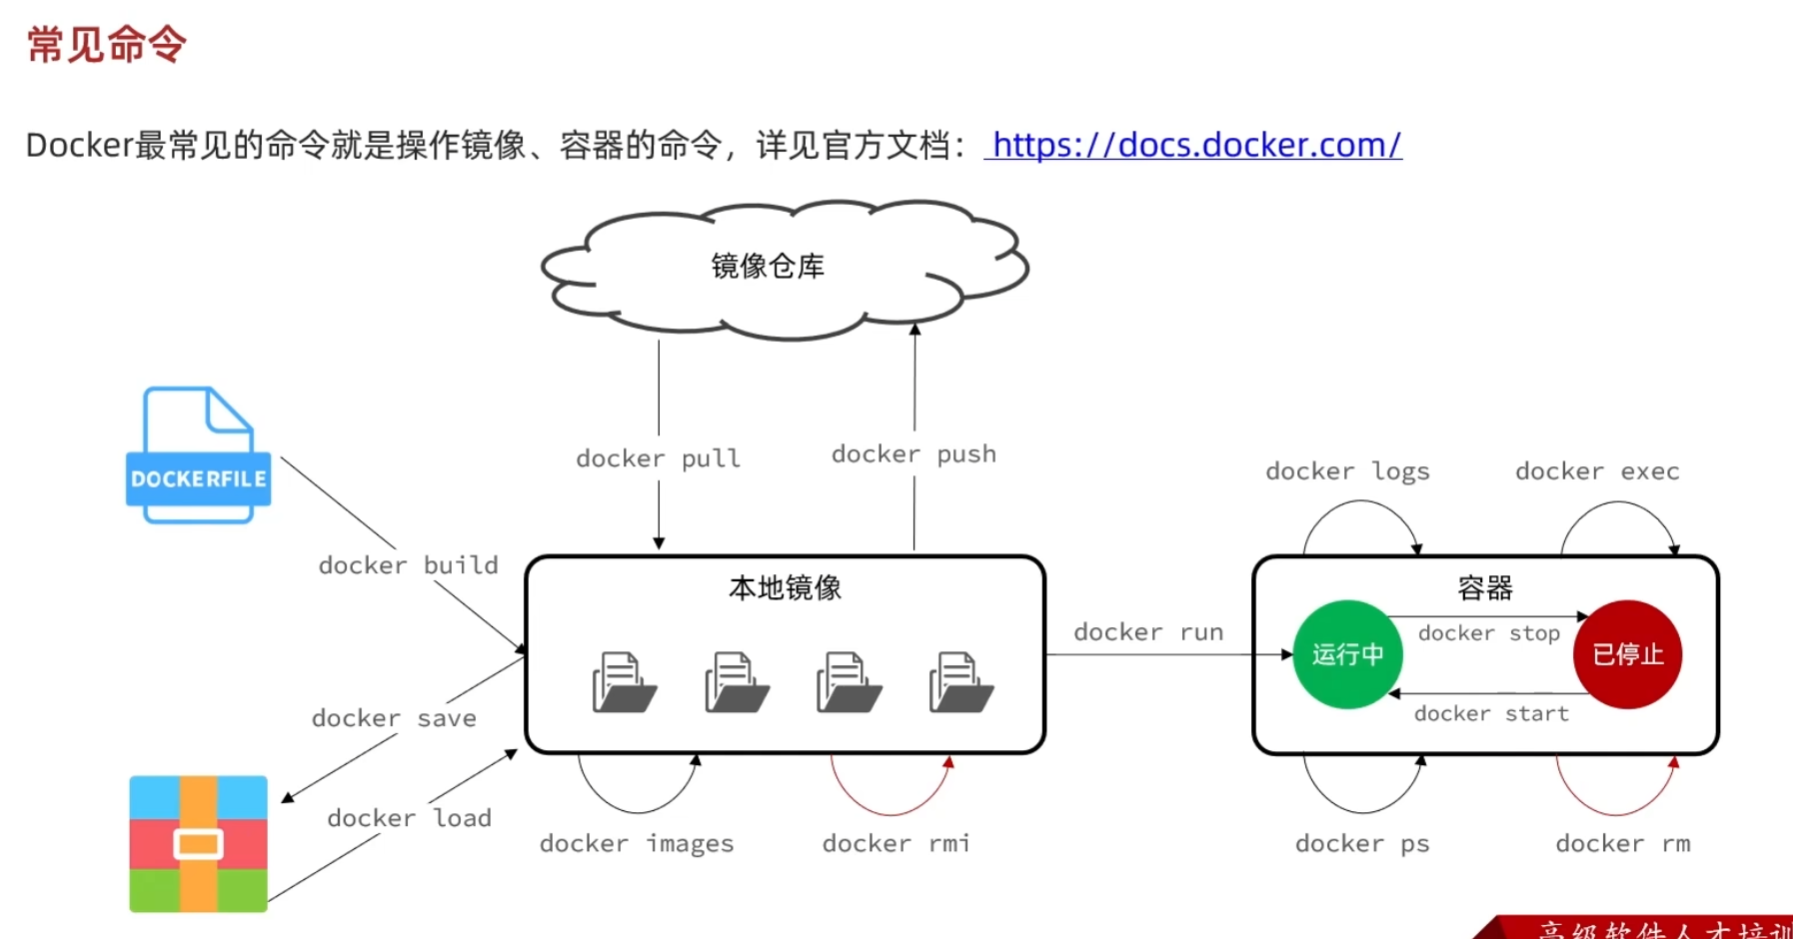 常见命令
Docker最常见的命令就是操作镜像、容器的命令，详见官方文档： https://docs.docker.com/
镜像仓库
DOCKERFILE
docker pull
docker push
docker logs
docker exec
docker build
本地镜像
容器
docker run
运行中
docker stop
已停止
docker start
docker save
docker load
docker images
docker rmi
docker ps
docker rm
高级软件人才培训